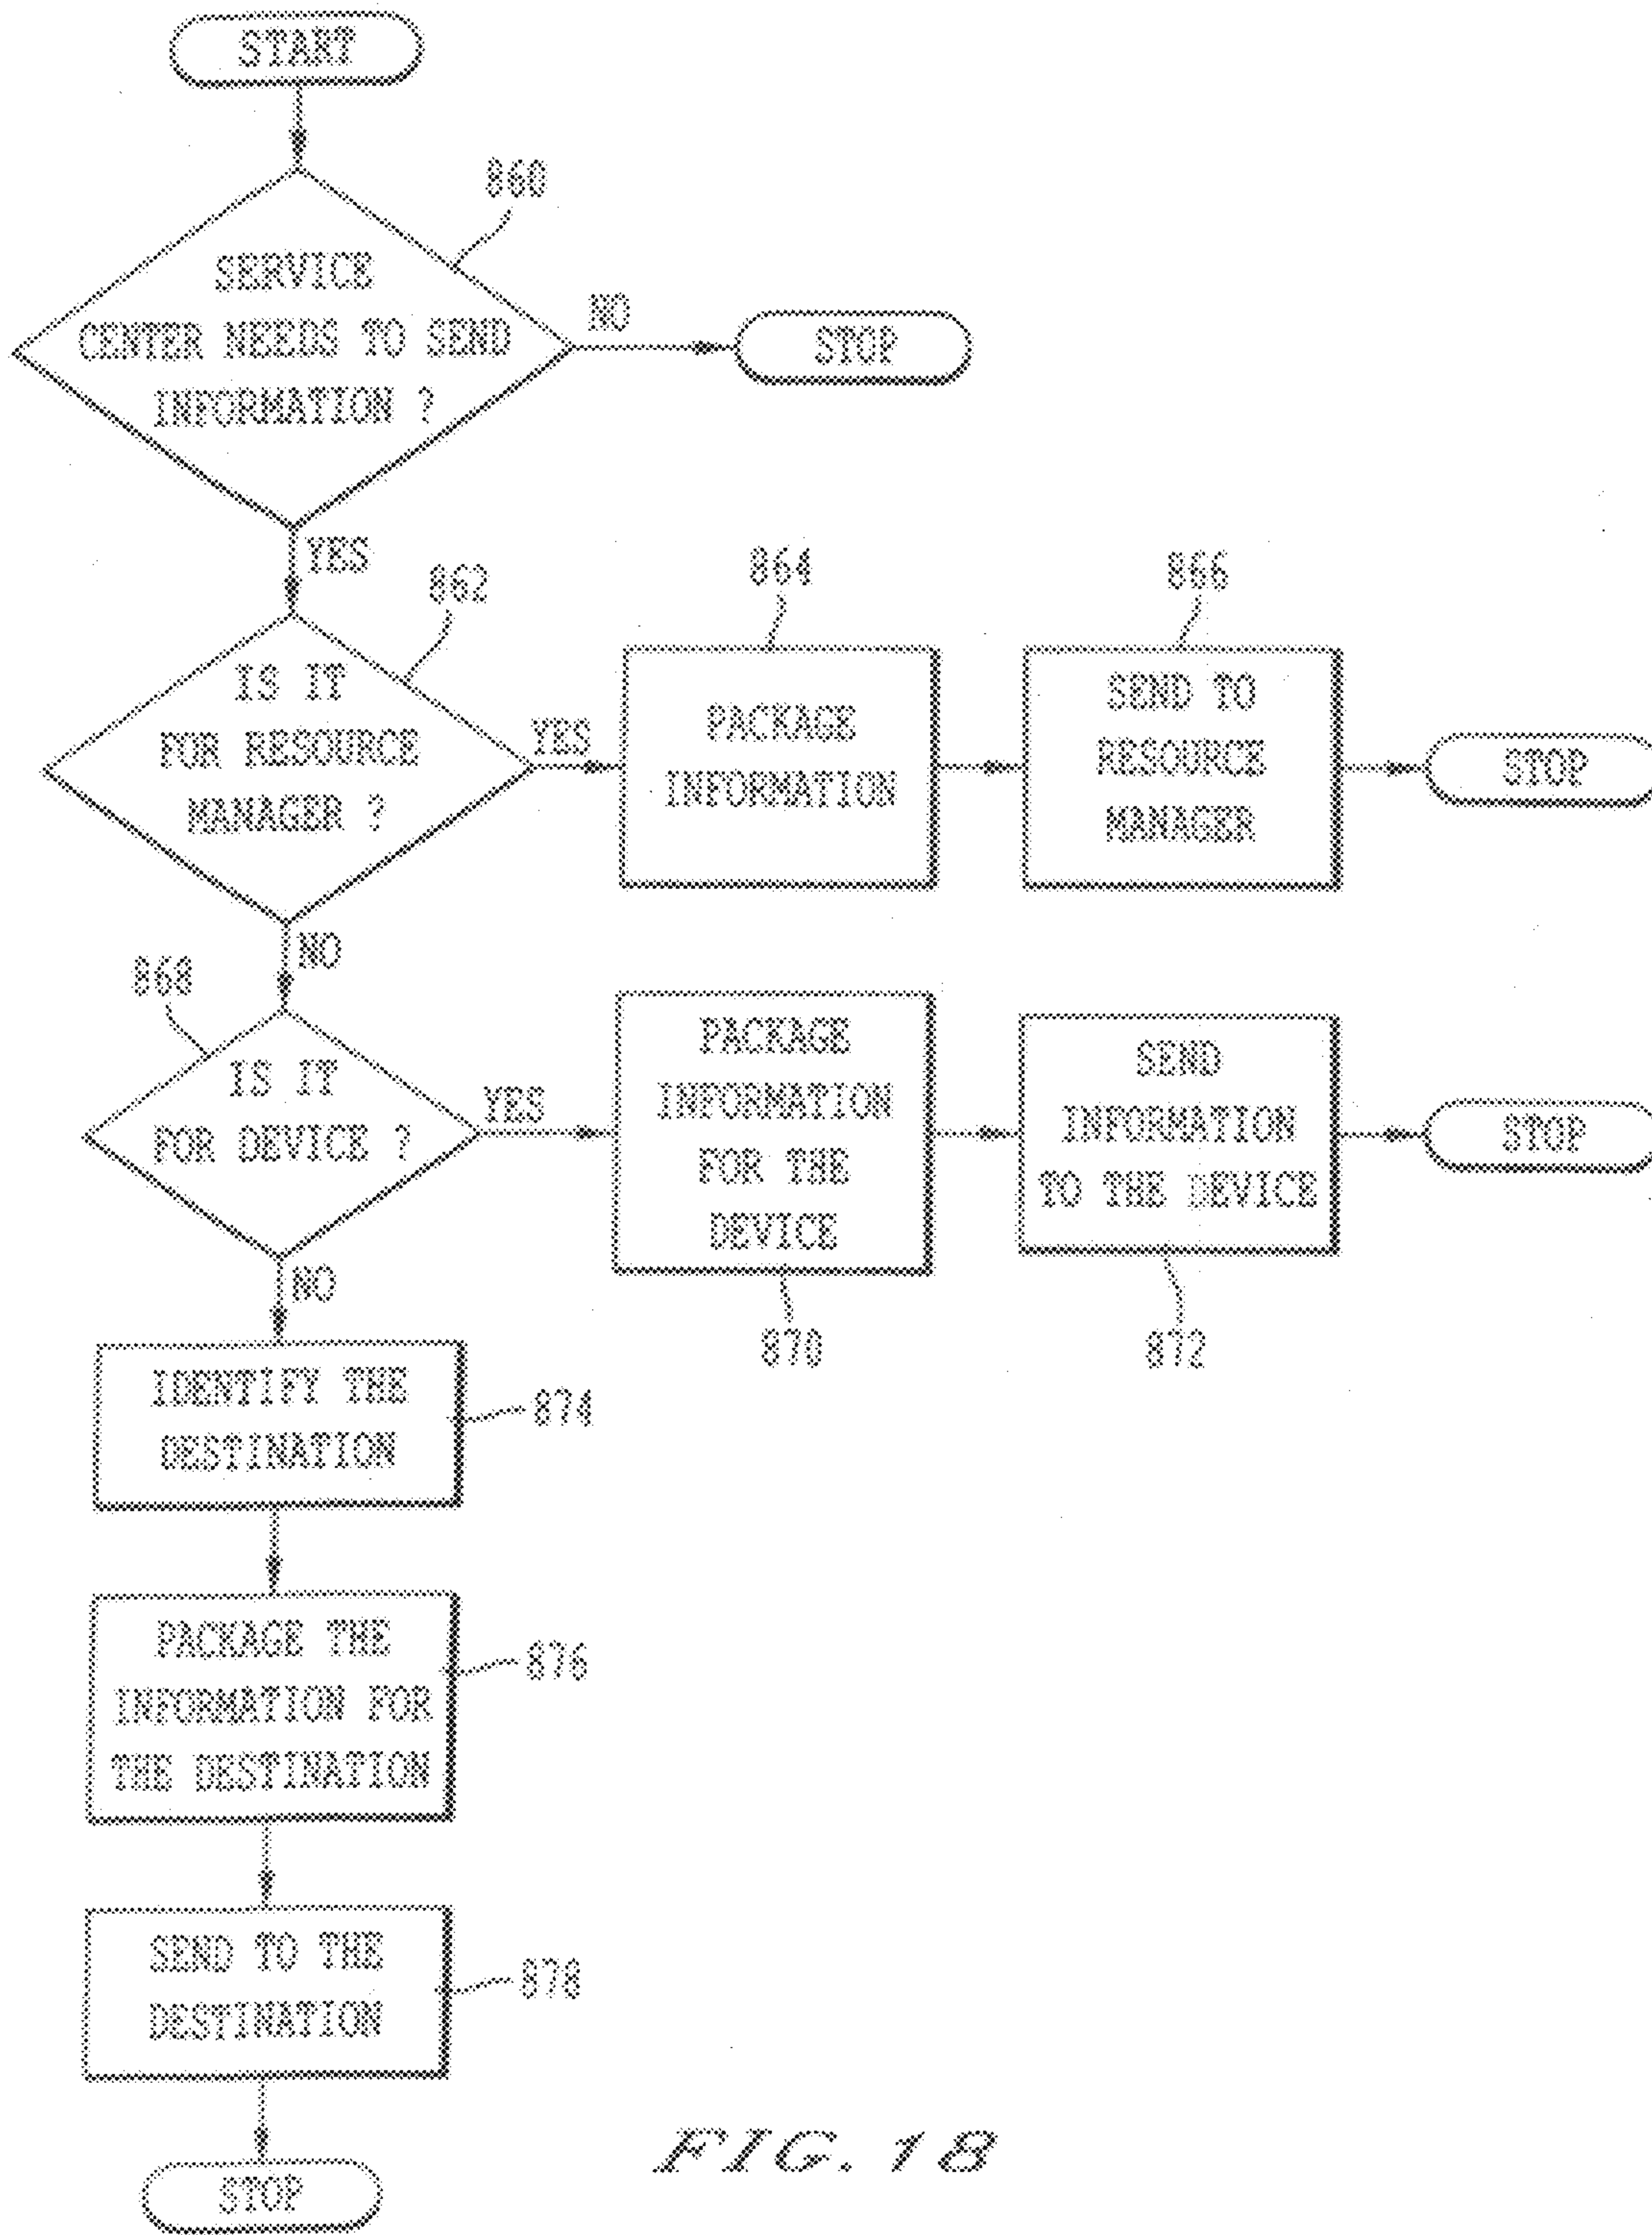 START
860
SERVICE
CENTER NEEDS TO SEND
INFORMATION ?
NO
STOP
YES
862
IS IT
FOR RESOURCE
MANAGER ?
YES
864
PACKAGE
INFORMATION
866
SEND TO
RESOURCE
MANAGER
STOP
NO
868
IS IT
FOR DEVICE ?
YES
PACKAGE
INFORMATION
FOR THE
DEVICE
870
SEND
INFORMATION
TO THE DEVICE
872
STOP
NO
IDENTIFY THE
DESTINATION
874
PACKAGE THE
INFORMATION FOR
THE DESTINATION
876
SEND TO THE
DESTINATION
878
STOP
FIG. 18